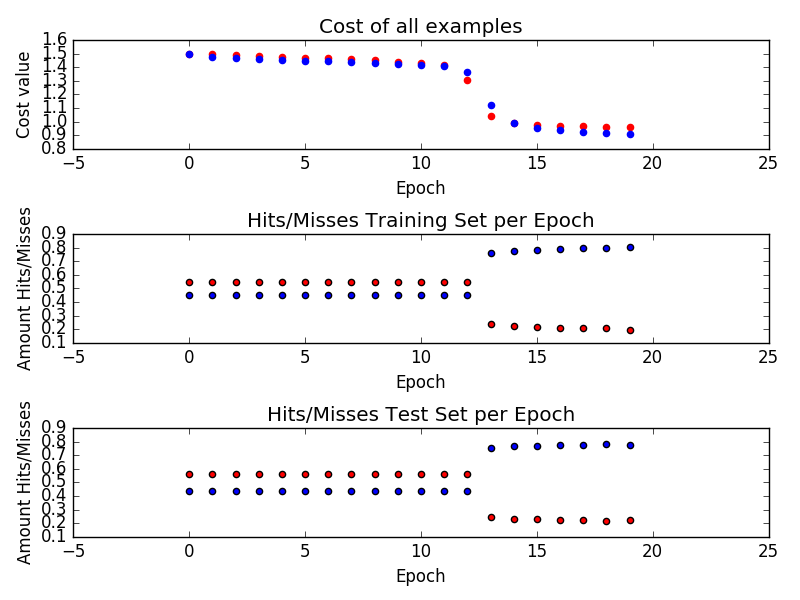 Cost of all examples
1.6
1.5
1.4
1.3
1.2
1.1
1.0
0.9
0.8
Cost value
−5 0 5 10 15 20 25
Epoch
Hits/Misses Training Set per Epoch
0.9
0.8
0.7
0.6
0.5
0.4
0.3
0.2
0.1
Amount Hits/Misses
−5 0 5 10 15 20 25
Epoch
Hits/Misses Test Set per Epoch
0.9
0.8
0.7
0.6
0.5
0.4
0.3
0.2
0.1
Amount Hits/Misses
−5 0 5 10 15 20 25
Epoch